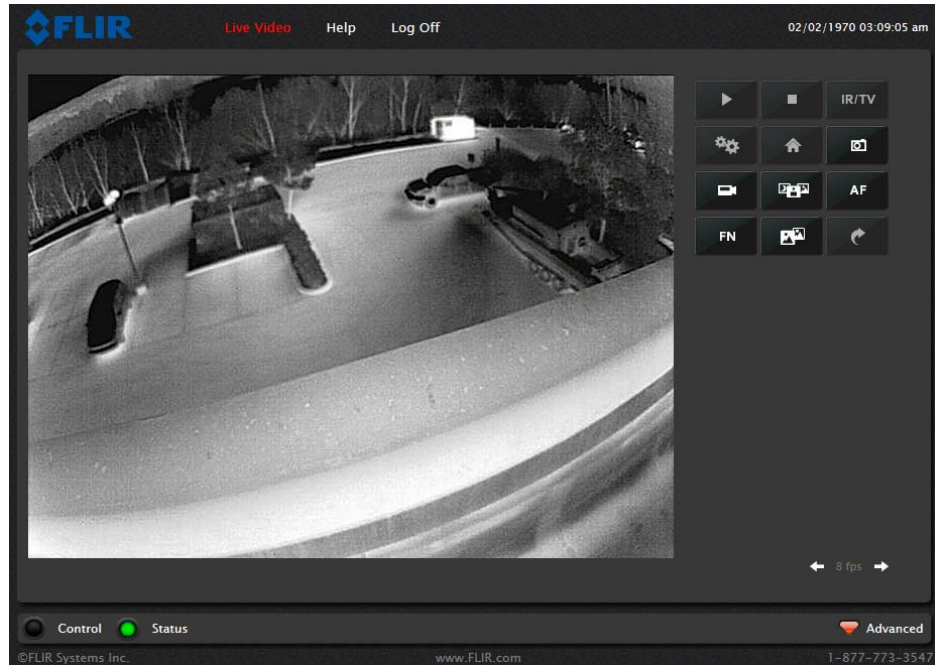 FLIR
Live Video Help Log Off
02/02/1970 03:09:05 am
IR/TV
AF
FN
8 fps
Control Status
Advanced
©FLIR Systems Inc. www.FLIR.com 1-877-773-3547